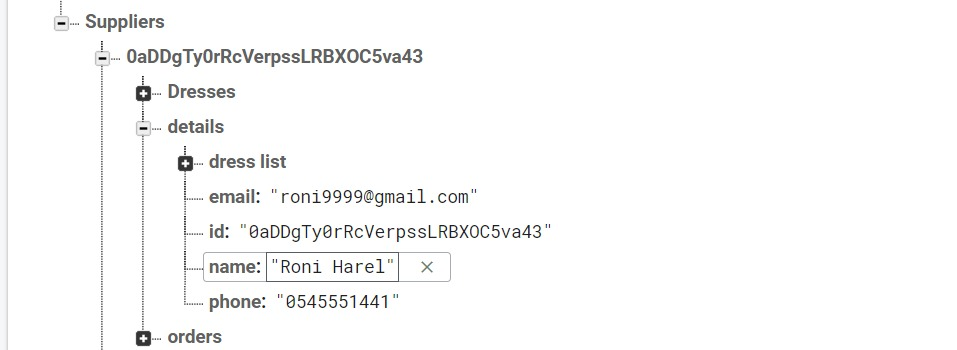 Suppliers
0aDDgTy0rRcVerpssLRBXOC5va43
Dresses
details
dress list
email: "roni9999@gmail.com"
id: "0aDDgTy0rRcVerpssLRBXOC5va43"
name: "Roni Harel" ×
phone: "0545551441"
orders